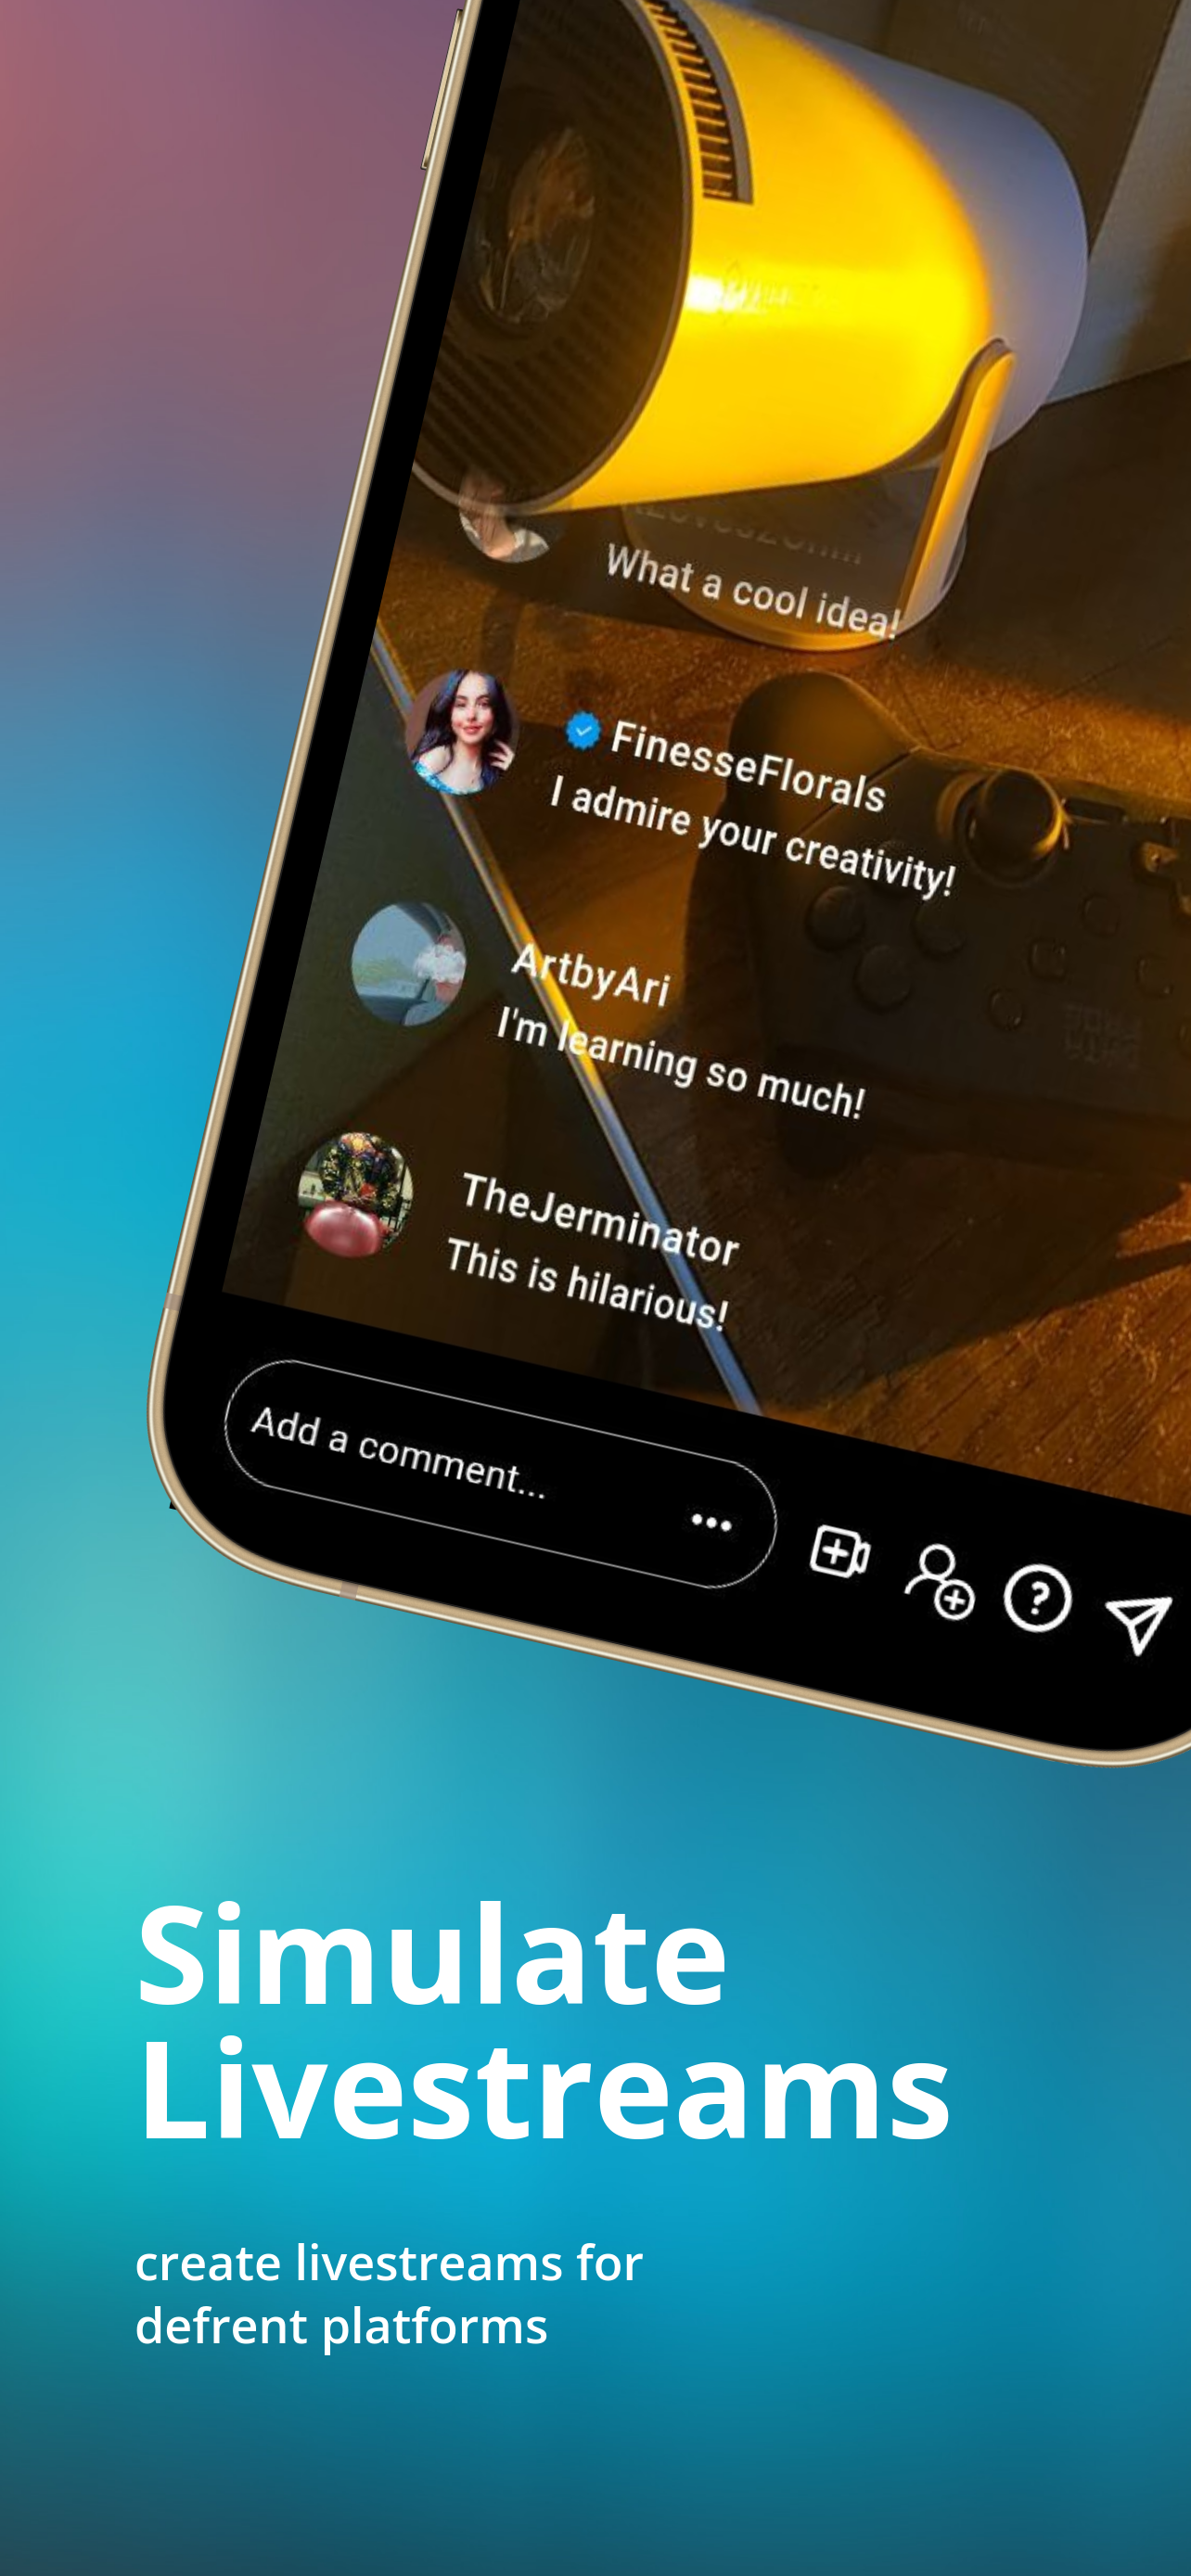 What a cool idea!
FinesseFlorals
I admire your creativity!
ArtbyAri
I'm learning so much!
TheJerminator
This is hilarious!
Add a comment...
Simulate
Livestreams
create livestreams for
defrent platforms